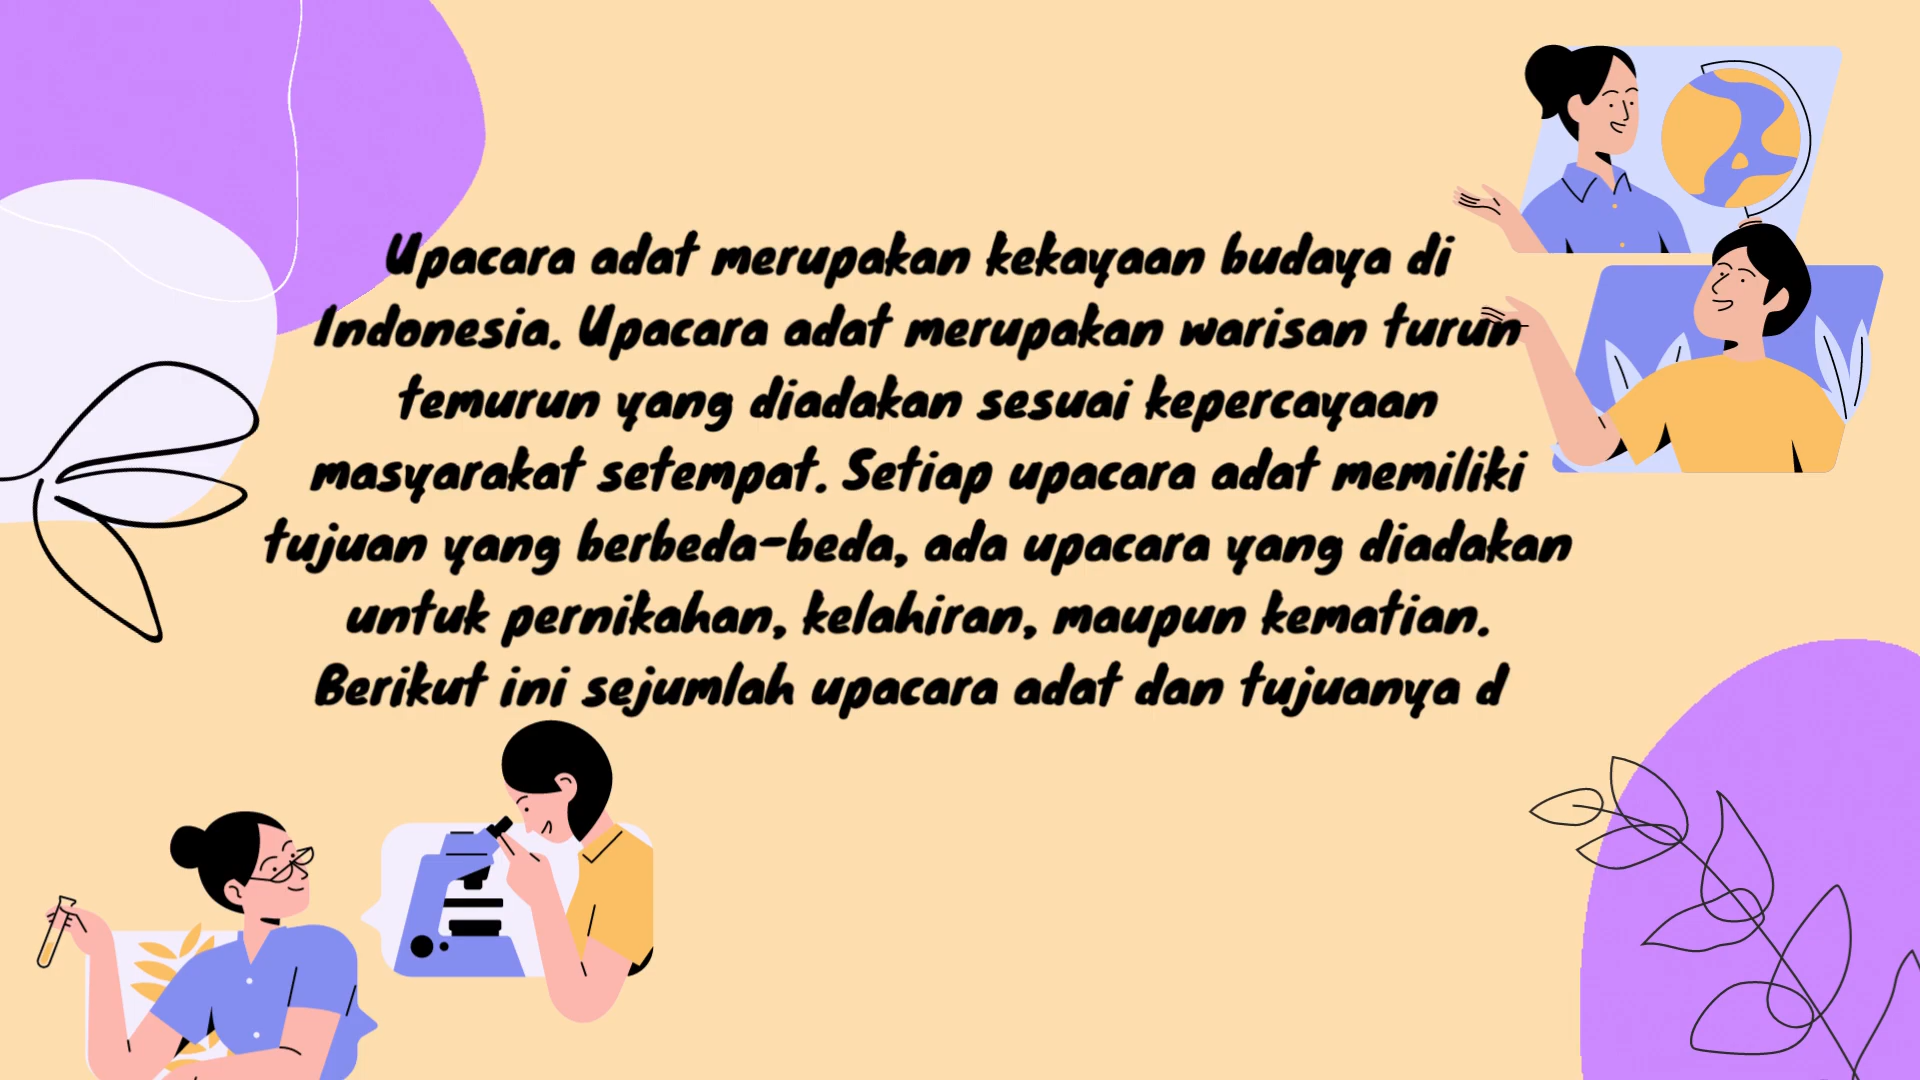 Upacara adat merupakan kekayaan budaya di
Indonesia. Upacara adat merupakan warisan turun
temurun yang diadakan sesuai kepercayaan
masyarakat setempat. Setiap upacara adat memiliki
tujuan yang berbeda-beda, ada upacara yang diadakan
untuk pernikahan, kelahiran, maupun kematian.
Berikut ini sejumlah upacara adat dan tujuanya d